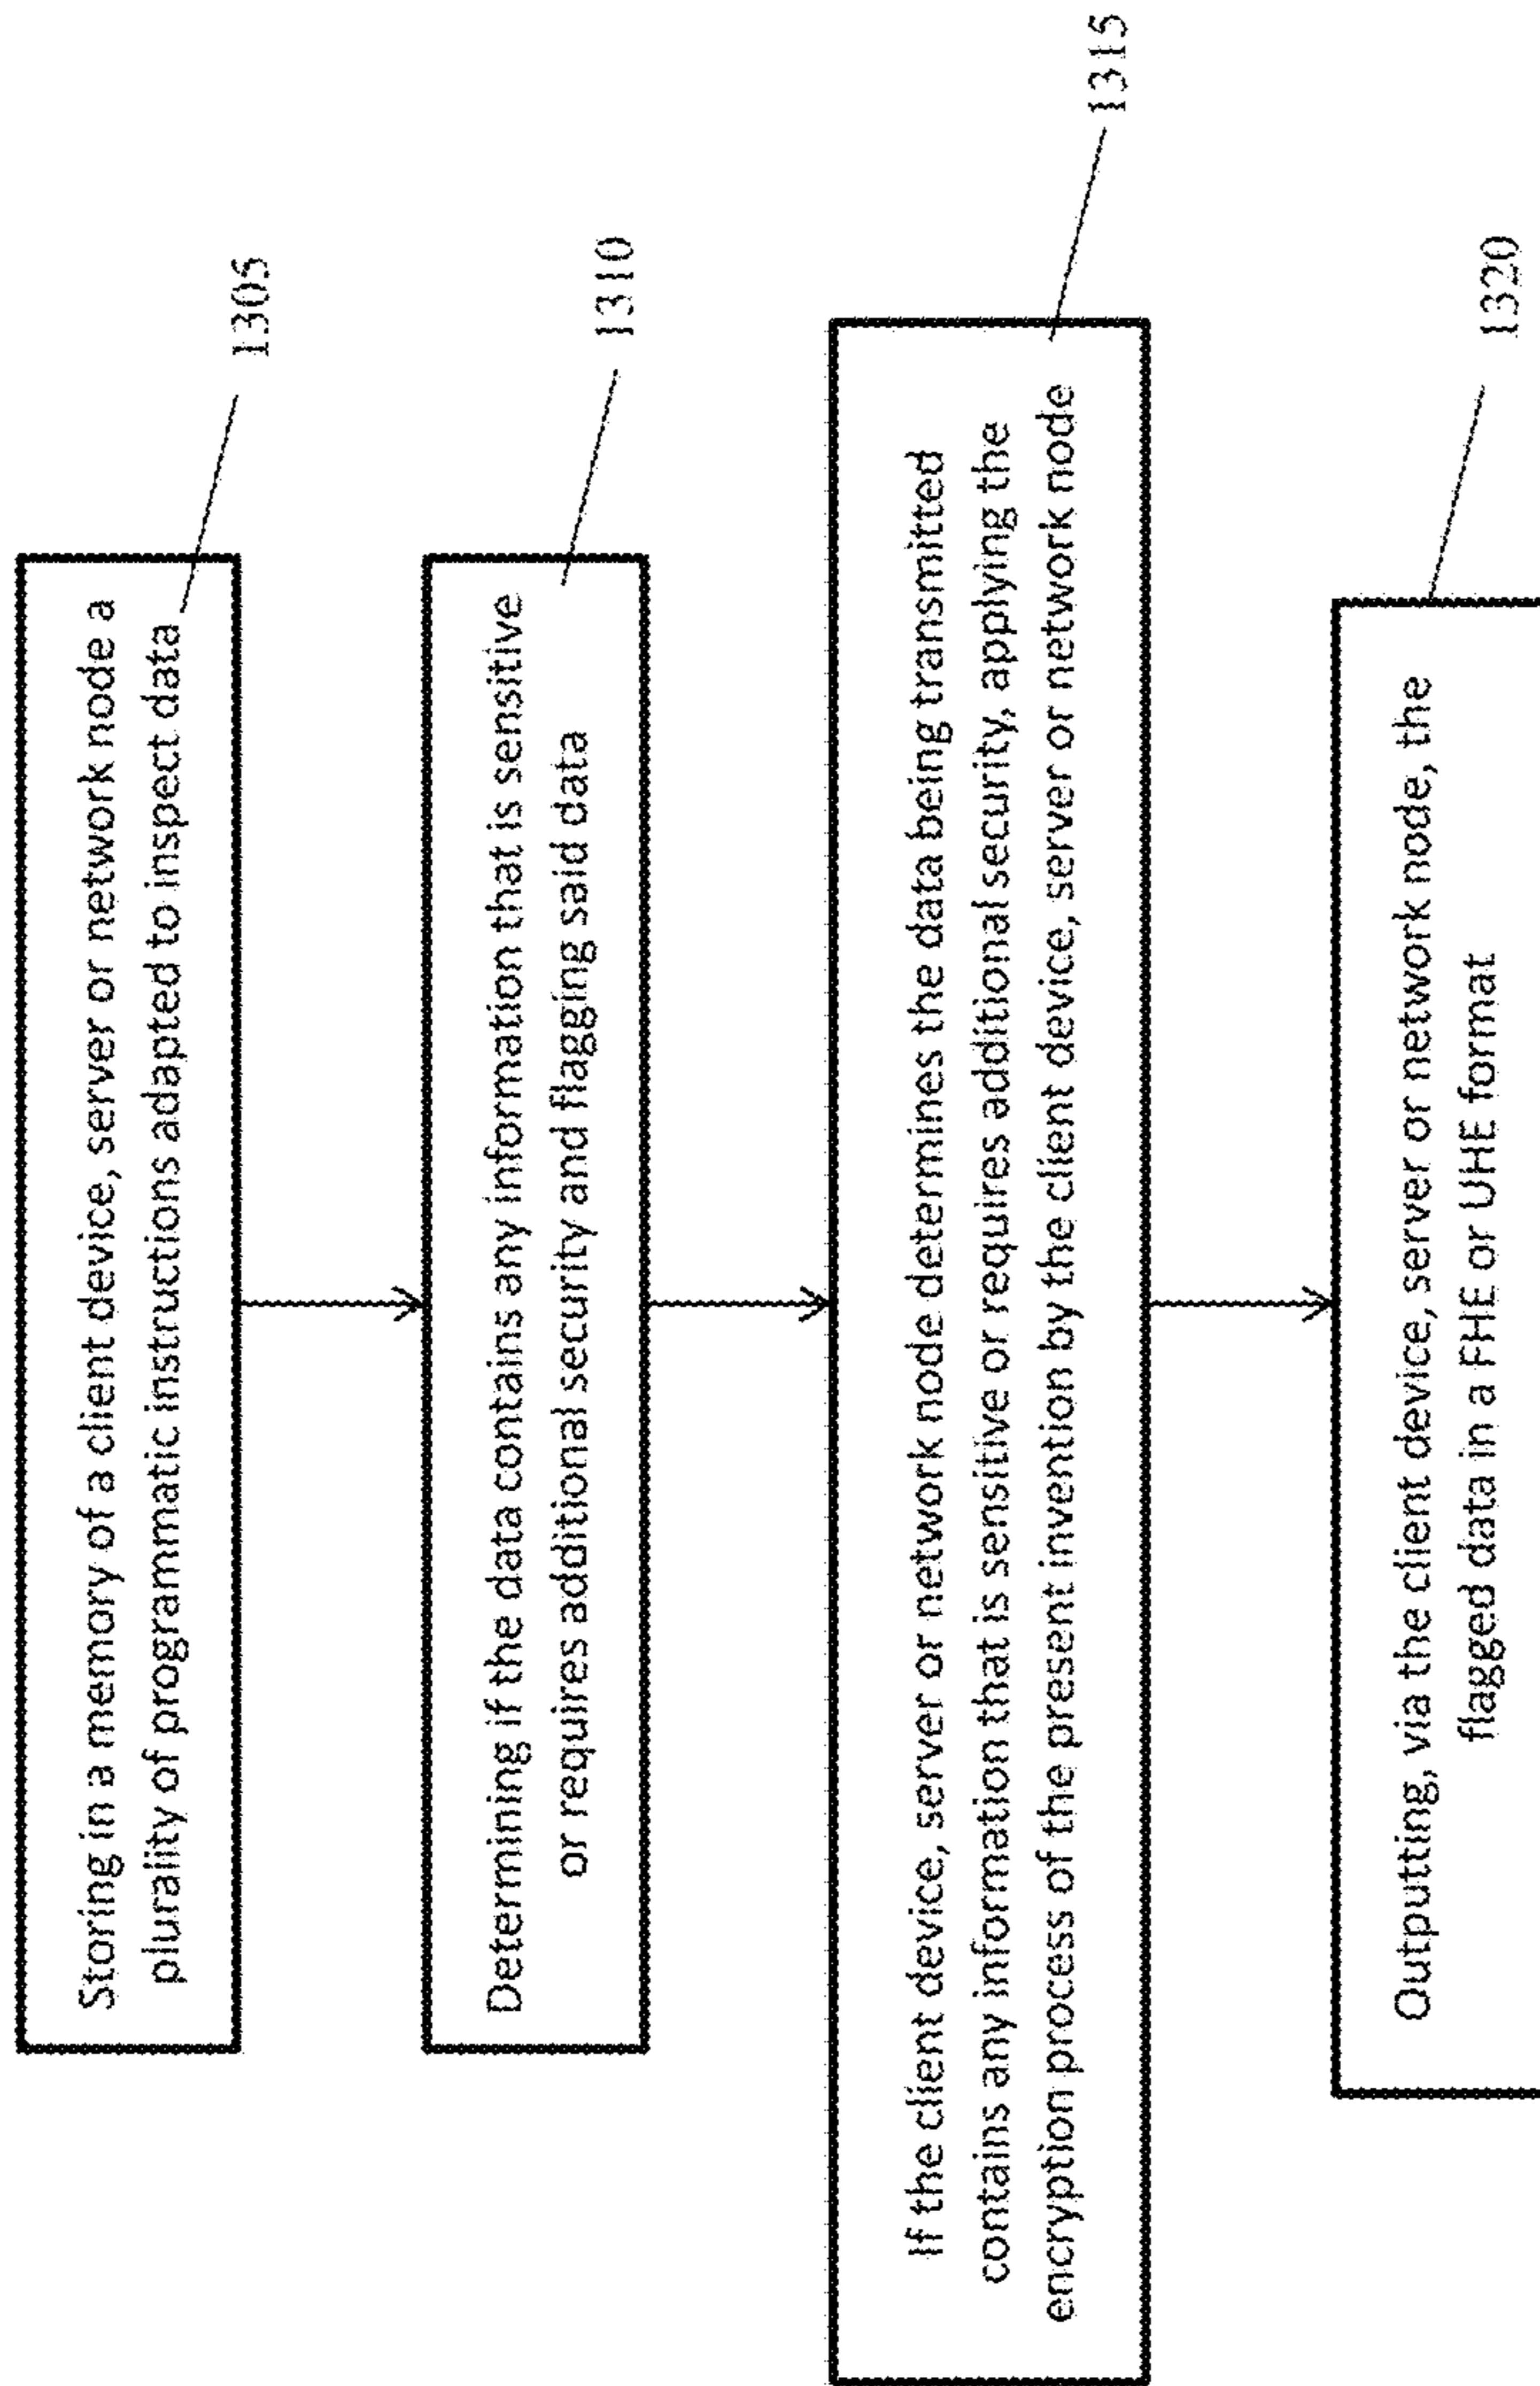 Storing in a memory of a client device, server or network node a
plurality of programmatic instructions adapted to inspect data
1305
Determining if the data contains any information that is sensitive
or requires additional security and flagging said data
1310
If the client device, server or network node determines the data being transmitted
contains any information that is sensitive or requires additional security, applying the
encryption process of the present invention by the client device, server or network node
1315
Outputting, via the client device, server or network node, the
flagged data in a FHE or UHE format
1320